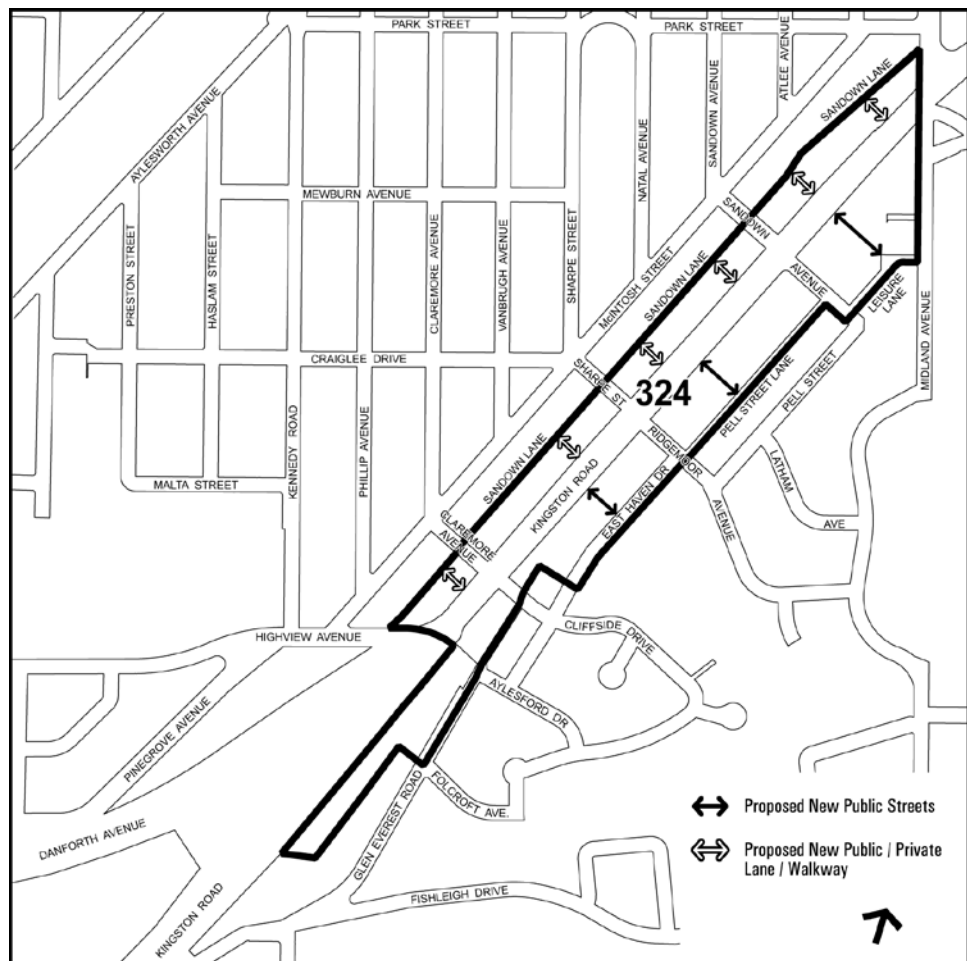 PARK STREET
PARK STREET
ATLEE AVENUE
SANDOWN LANE
AYLESWORTH AVENUE
SANDOWN AVENUE
NATAL AVENUE
MEWBURN AVENUE
PRESTON STREET
HASLAM STREET
CLAREMORE AVENUE
VANBRUGH AVENUE
SHARPE STREET
McINTOSH STREET
SANDOWN LANE
SANDOWN
AVENUE
LEISURE
LANE
MIDLAND AVENUE
CRAIGLEE DRIVE
SHARPE ST
324
PELL STREET LANE
PELL STREET
KENNEDY ROAD
PHILLIP AVENUE
MALTA STREET
SANDOWN LANE
KINGSTON ROAD
RIDGEMOOR
AVENUE
LATHAM
AVE
EAST HAVEN DR
CLAREMORE
AVENUE
HIGHVIEW AVENUE
CLIFFSIDE DRIVE
AYLESFORD DR
PINEGROVE AVENUE
FOLCROFT AVE.
GLEN EVEREST ROAD
DANFORTH AVENUE
KINGSTON ROAD
FISHLEIGH DRIVE
Proposed New Public Streets
Proposed New Public / Private
Lane / Walkway